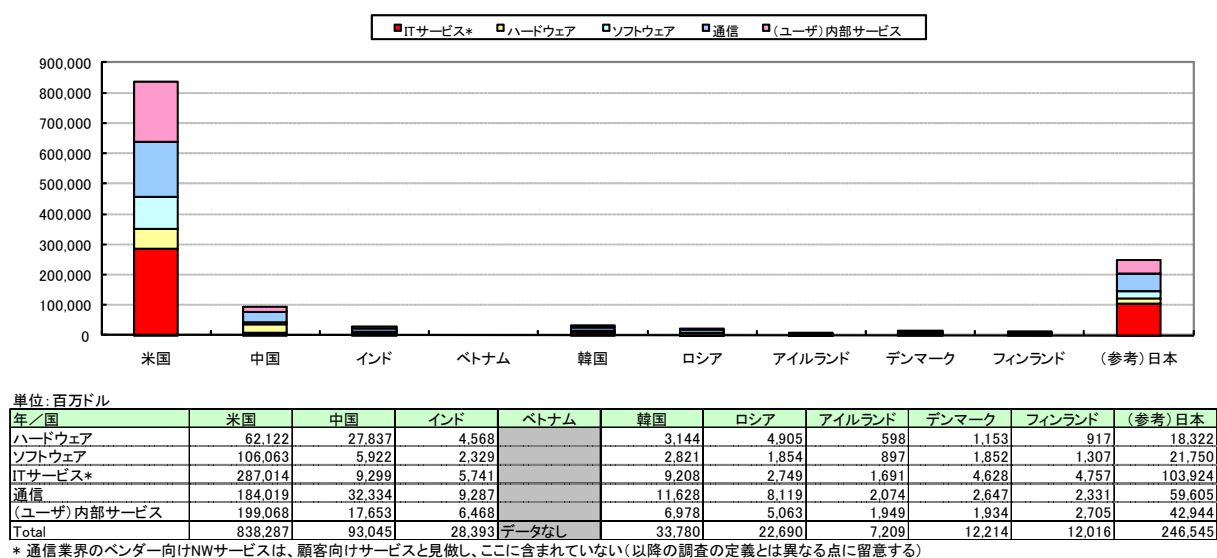 ITサービス* ハードウェア ソフトウェア 通信 (ユーザ)内部サービス
900,000
800,000
700,000
600,000
500,000
400,000
300,000
200,000
100,000
0
米国 中国 インド ベトナム 韓国 ロシア アイルランド デンマーク フィンランド (参考)日本
単位:百万ドル
年/国 米国 中国 インド ベトナム 韓国 ロシア アイルランド デンマーク フィンランド (参考)日本
ハードウェア 62,122 27,837 4,568 3,144 4,905 598 1,153 917 18,322
ソフトウェア 106,063 5,922 2,329 2,821 1,854 897 1,852 1,307 21,750
ITサービス* 287,014 9,299 5,741 9,208 2,749 1,691 4,628 4,757 103,924
通信 184,019 32,334 9,287 11,628 8,119 2,074 2,647 2,331 59,605
(ユーザ)内部サービス 199,068 17,653 6,468 6,978 5,063 1,949 1,934 2,705 42,944
Total 838,287 93,045 28,393 データなし 33,780 22,690 7,209 12,214 12,016 246,545
* 通信業界のベンダー向けNWサービスは、顧客向けサービスと見做し、ここに含まれていない(以降の調査の定義とは異なる点に留意する)